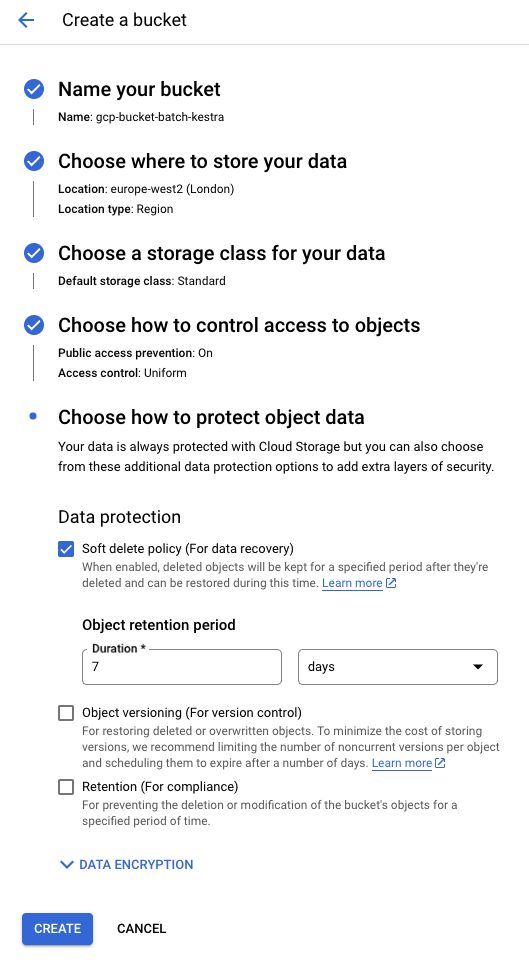 Create a bucket
Name your bucket
Name: gcp-bucket-batch-kestra
Choose where to store your data
Location: europe-west2 (London)
Location type: Region
Choose a storage class for your data
Default storage class: Standard
Choose how to control access to objects
Public access prevention: On
Access control: Uniform
Choose how to protect object data
Your data is always protected with Cloud Storage but you can also choose
from these additional data protection options to add extra layers of security.
Data protection
Soft delete policy (For data recovery)
When enabled, deleted objects will be kept for a specified period after they're
deleted and can be restored during this time. Learn more
Object retention period
Duration *
7
days
Object versioning (For version control)
For restoring deleted or overwritten objects. To minimize the cost of storing
versions, we recommend limiting the number of noncurrent versions per object
and scheduling them to expire after a number of days. Learn more
Retention (For compliance)
For preventing the deletion or modification of the bucket's objects for a
specified period of time.
DATA ENCRYPTION
CREATE
CANCEL